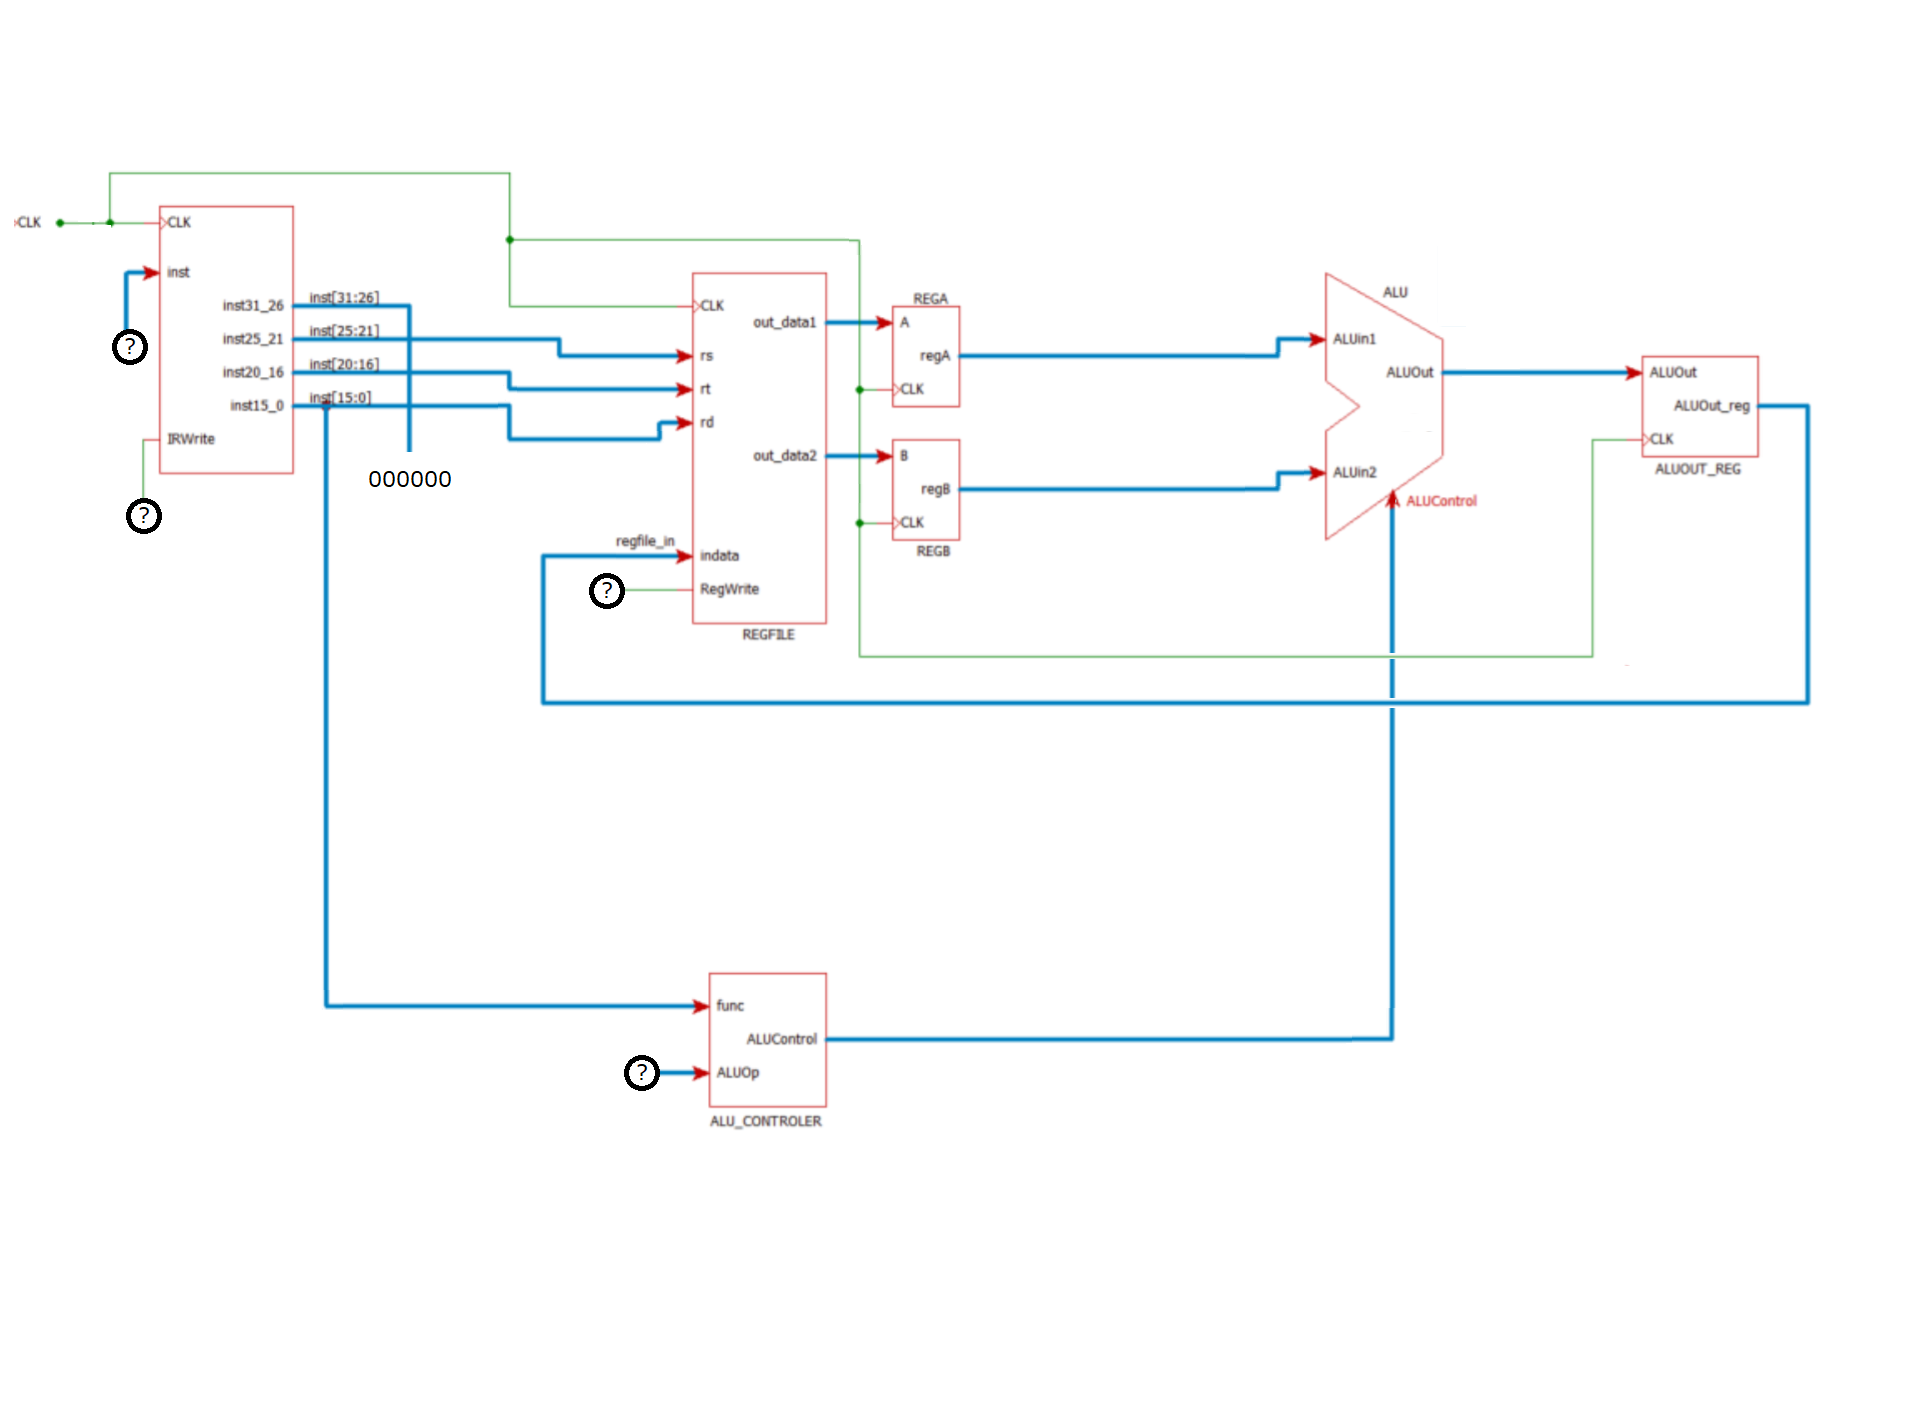 CLK
CLK
inst
inst31_26
inst[31:26]
inst25_21
inst[25:21]
inst20_16
inst[20:16]
inst15_0
inst[15:0]
IRWrite
?
?
000000
CLK
out_data1
rs
rt
rd
out_data2
regfile_in
indata
?
RegWrite
REGFILE
REGA
A
regA
CLK
B
regB
CLK
REGB
ALU
ALUin1
ALUOut
ALUin2
ALUControl
ALUOut
ALUOut_reg
CLK
ALUOUT_REG
func
ALUControl
?
ALUOp
ALU_CONTROLER